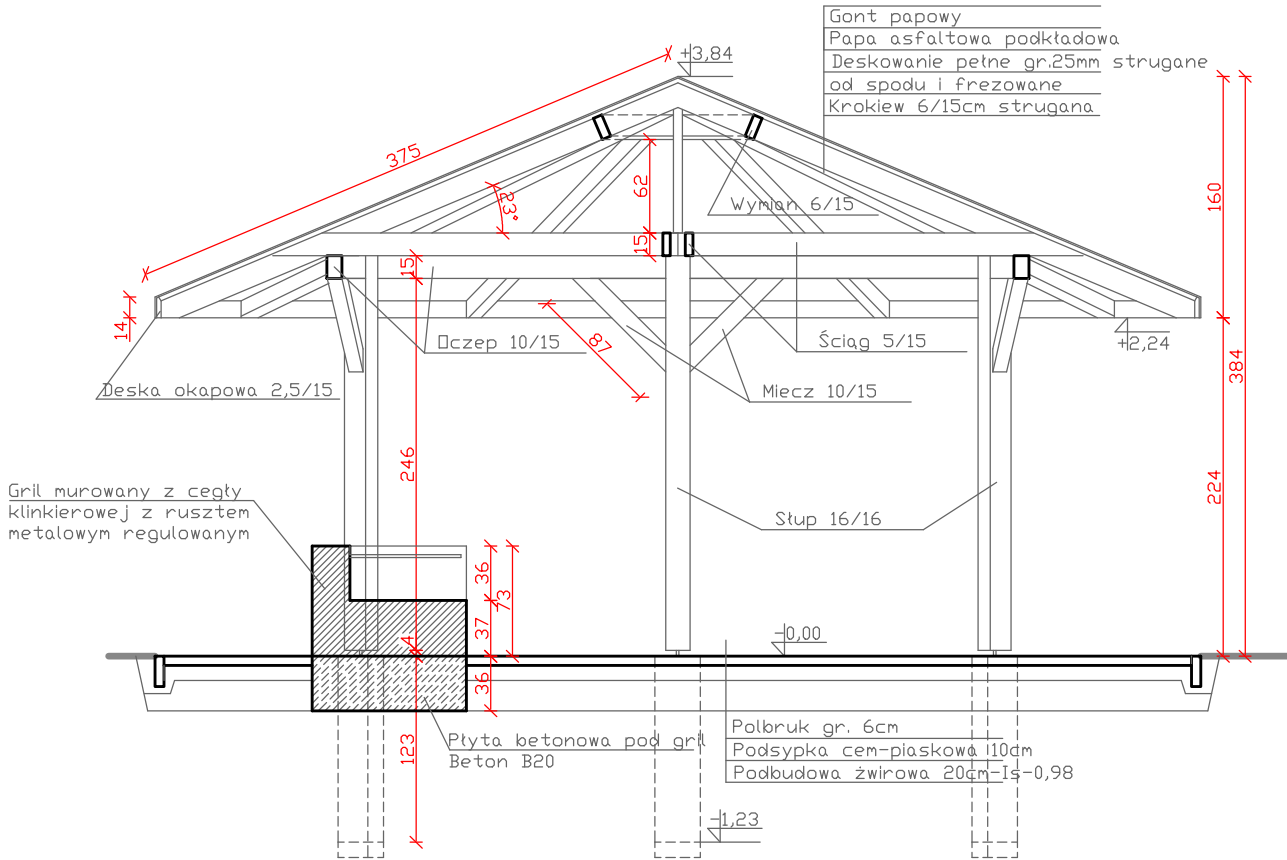 Gont papowy
Papa asfaltowa podkładowa
Deskowanie pełne gr.25mm strugane
od spodu i frezowane
Krokiew 6/15cm strugana
+3,84
375
23°
62
15
15
Wymian 6/15
160
14
Oczep 10/15
87
Ściąg 5/15
+2,24
384
Deska okapowa 2,5/15
Miecz 10/15
246
224
Gril murowany z cegły
klinkierowej z rusztem
metalowym regulowanym
Słup 16/16
36
73
37
4
-0,00
36
123
Płyta betonowa pod gril
Beton B20
Polbruk gr. 6cm
Podsypka cem-piaskowa 10cm
Podbudowa żwirowa 20cm-Is-0,98
-1,23